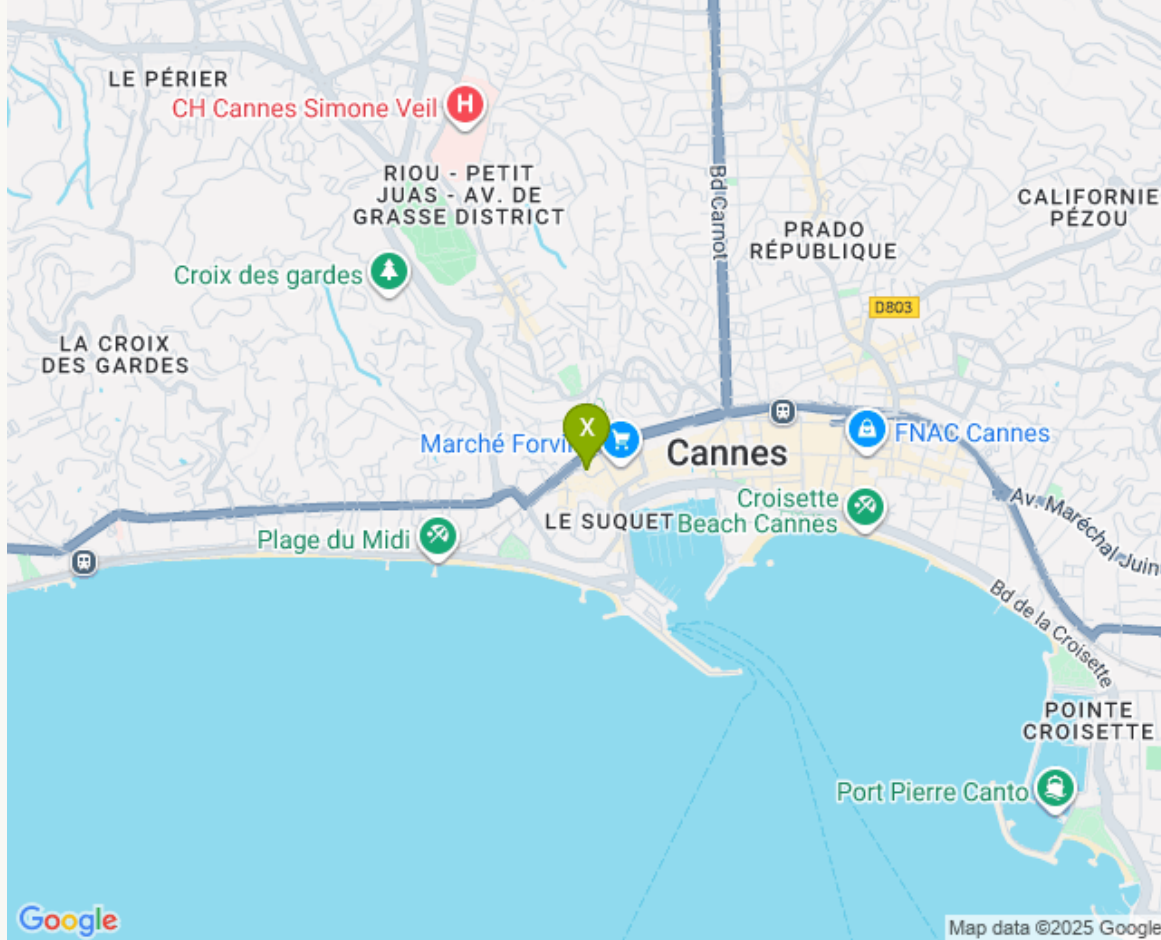 LE PÉRIER
CH Cannes Simone Veil
H
RIOU - PETIT
JUAS - AV. DE
GRASSE DISTRICT
Bd Carnot
CALIFORNIE
PÉZOU
PRADO
RÉPUBLIQUE
Croix des gardes
D803
LA CROIX
DES GARDES
X
Marché Forvi
FNAC Cannes
Cannes
Croisette
Beach Cannes
LE SUQUET
Plage du Midi
Av. Maréchal Juin
Bd de la Croisette
POINTE
CROISETTE
Port Pierre Canto
Google
Map data ©2025 Google